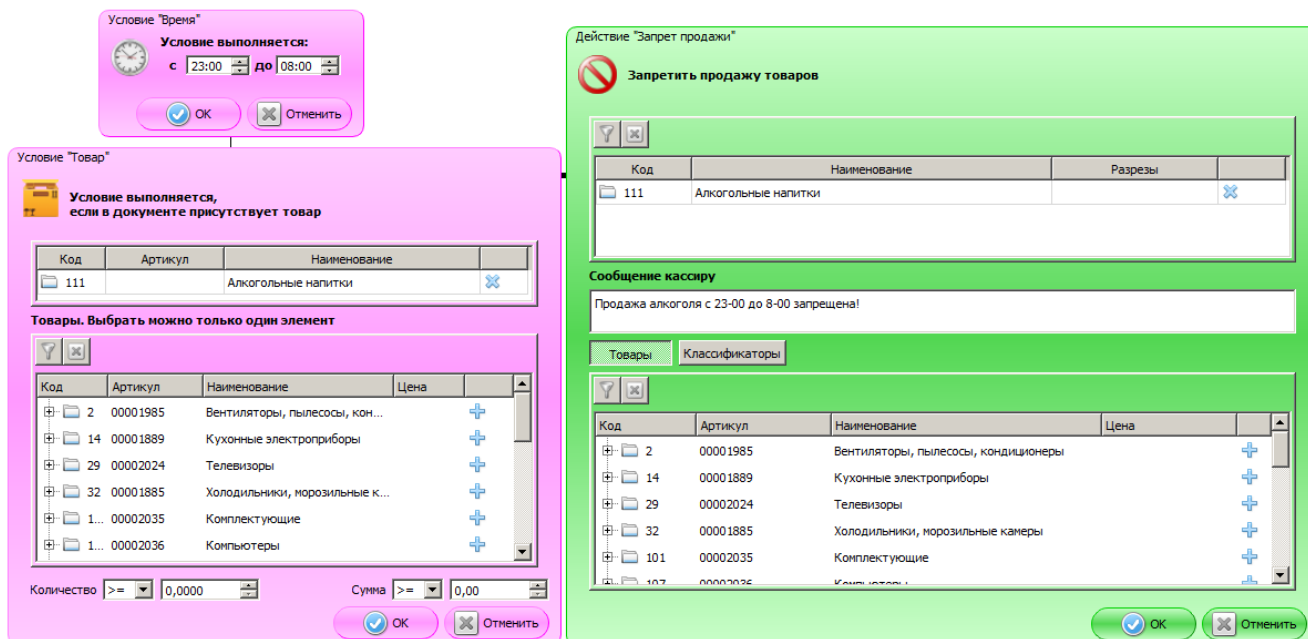 Условие "Время"
Условие выполняется:
с 23:00 до 08:00
OK Отменить
Условие "Товар"
Условие выполняется,
если в документе присутствует товар
Код Артикул Наименование
111 Алкогольные напитки
Товары. Выбрать можно только один элемент
Код Артикул Наименование Цена
2 00001985 Вентиляторы, пылесосы, кон...
14 00001889 Кухонные электроприборы
29 00002024 Телевизоры
32 00001885 Холодильники, морозильные к...
1... 00002035 Комплектующие
1... 00002036 Компьютеры
Количество >= 0,0000 Сумма >= 0,00
OK Отменить
Действие "Запрет продажи"
Запретить продажу товаров
Код Наименование Разрезы
111 Алкогольные напитки
Сообщение кассиру
Продажа алкоголя с 23-00 до 8-00 запрещена!
Товары Классификаторы
Код Артикул Наименование Цена
2 00001985 Вентиляторы, пылесосы, кондиционеры
14 00001889 Кухонные электроприборы
29 00002024 Телевизоры
32 00001885 Холодильники, морозильные камеры
101 00002035 Комплектующие
107 00002036 Компьютеры
OK Отменить